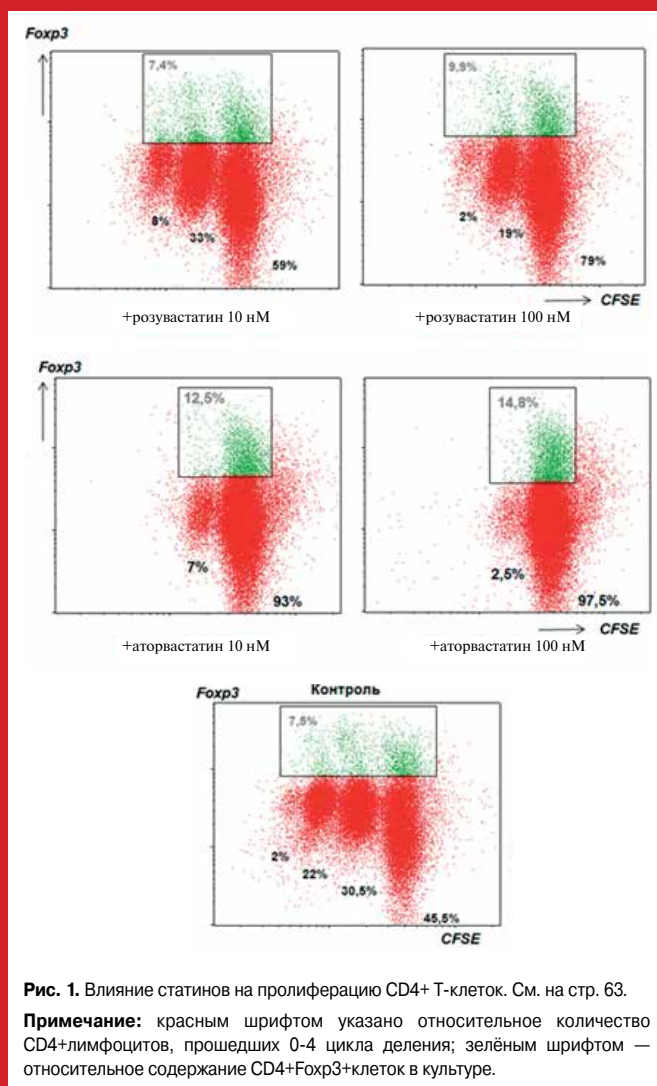 Foxp3
7,4%
9,9%
8%
33%
59%
2%
19%
79%
CFSE
+розувастатин 10 нМ
+розувастатин 100 нМ
Foxp3
12,5%
14,8%
7%
93%
2,5%
97,5%
CFSE
+аторвастатин 10 нМ
+аторвастатин 100 нМ
Foxp3
Контроль
7,5%
2%
22%
30,5%
45,5%
CFSE
Рис. 1. Влияние статинов на пролиферацию CD4+ Т-клеток. См. на стр. 63.
Примечание: красным шрифтом указано относительное количество
CD4+лимфоцитов, прошедших 0-4 цикла деления; зелёным шрифтом —
относительное содержание CD4+Foxp3+клеток в культуре.